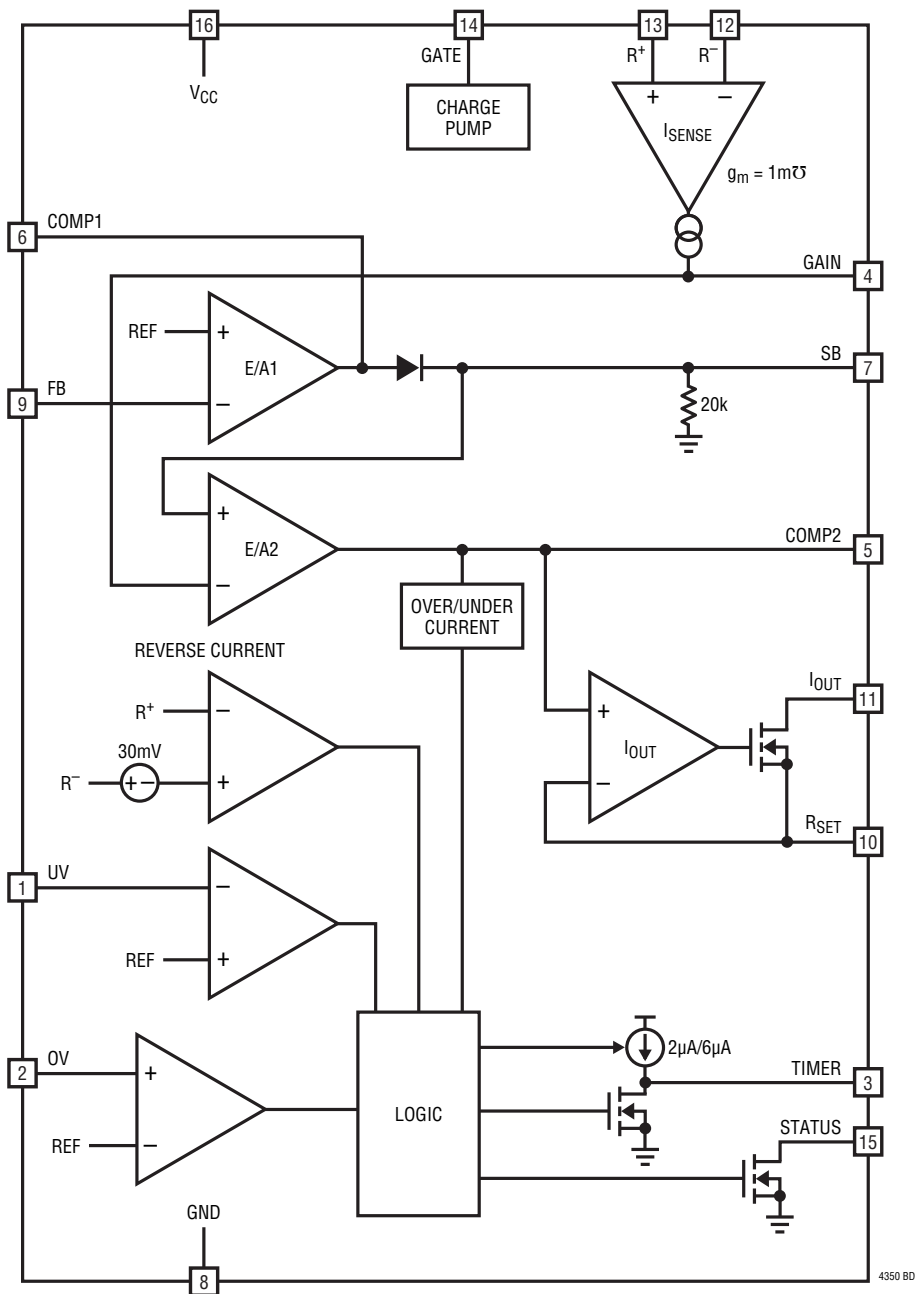 16
14
13
12
GATE
R⁺
R⁻
VCC
CHARGE
PUMP
+
−
ISENSE
gm = 1m℧
6
COMP1
GAIN
4
REF
+
E/A1
SB
7
9
FB
−
20k
+
E/A2
COMP2
5
−
OVER/UNDER
CURRENT
REVERSE CURRENT
R⁺
−
+
IOUT
11
30mV
IOUT
R⁻
+−
+
−
RSET
10
1
UV
−
REF
+
2µA/6µA
2
OV
+
TIMER
3
LOGIC
REF
−
STATUS
15
GND
8
4350 BD